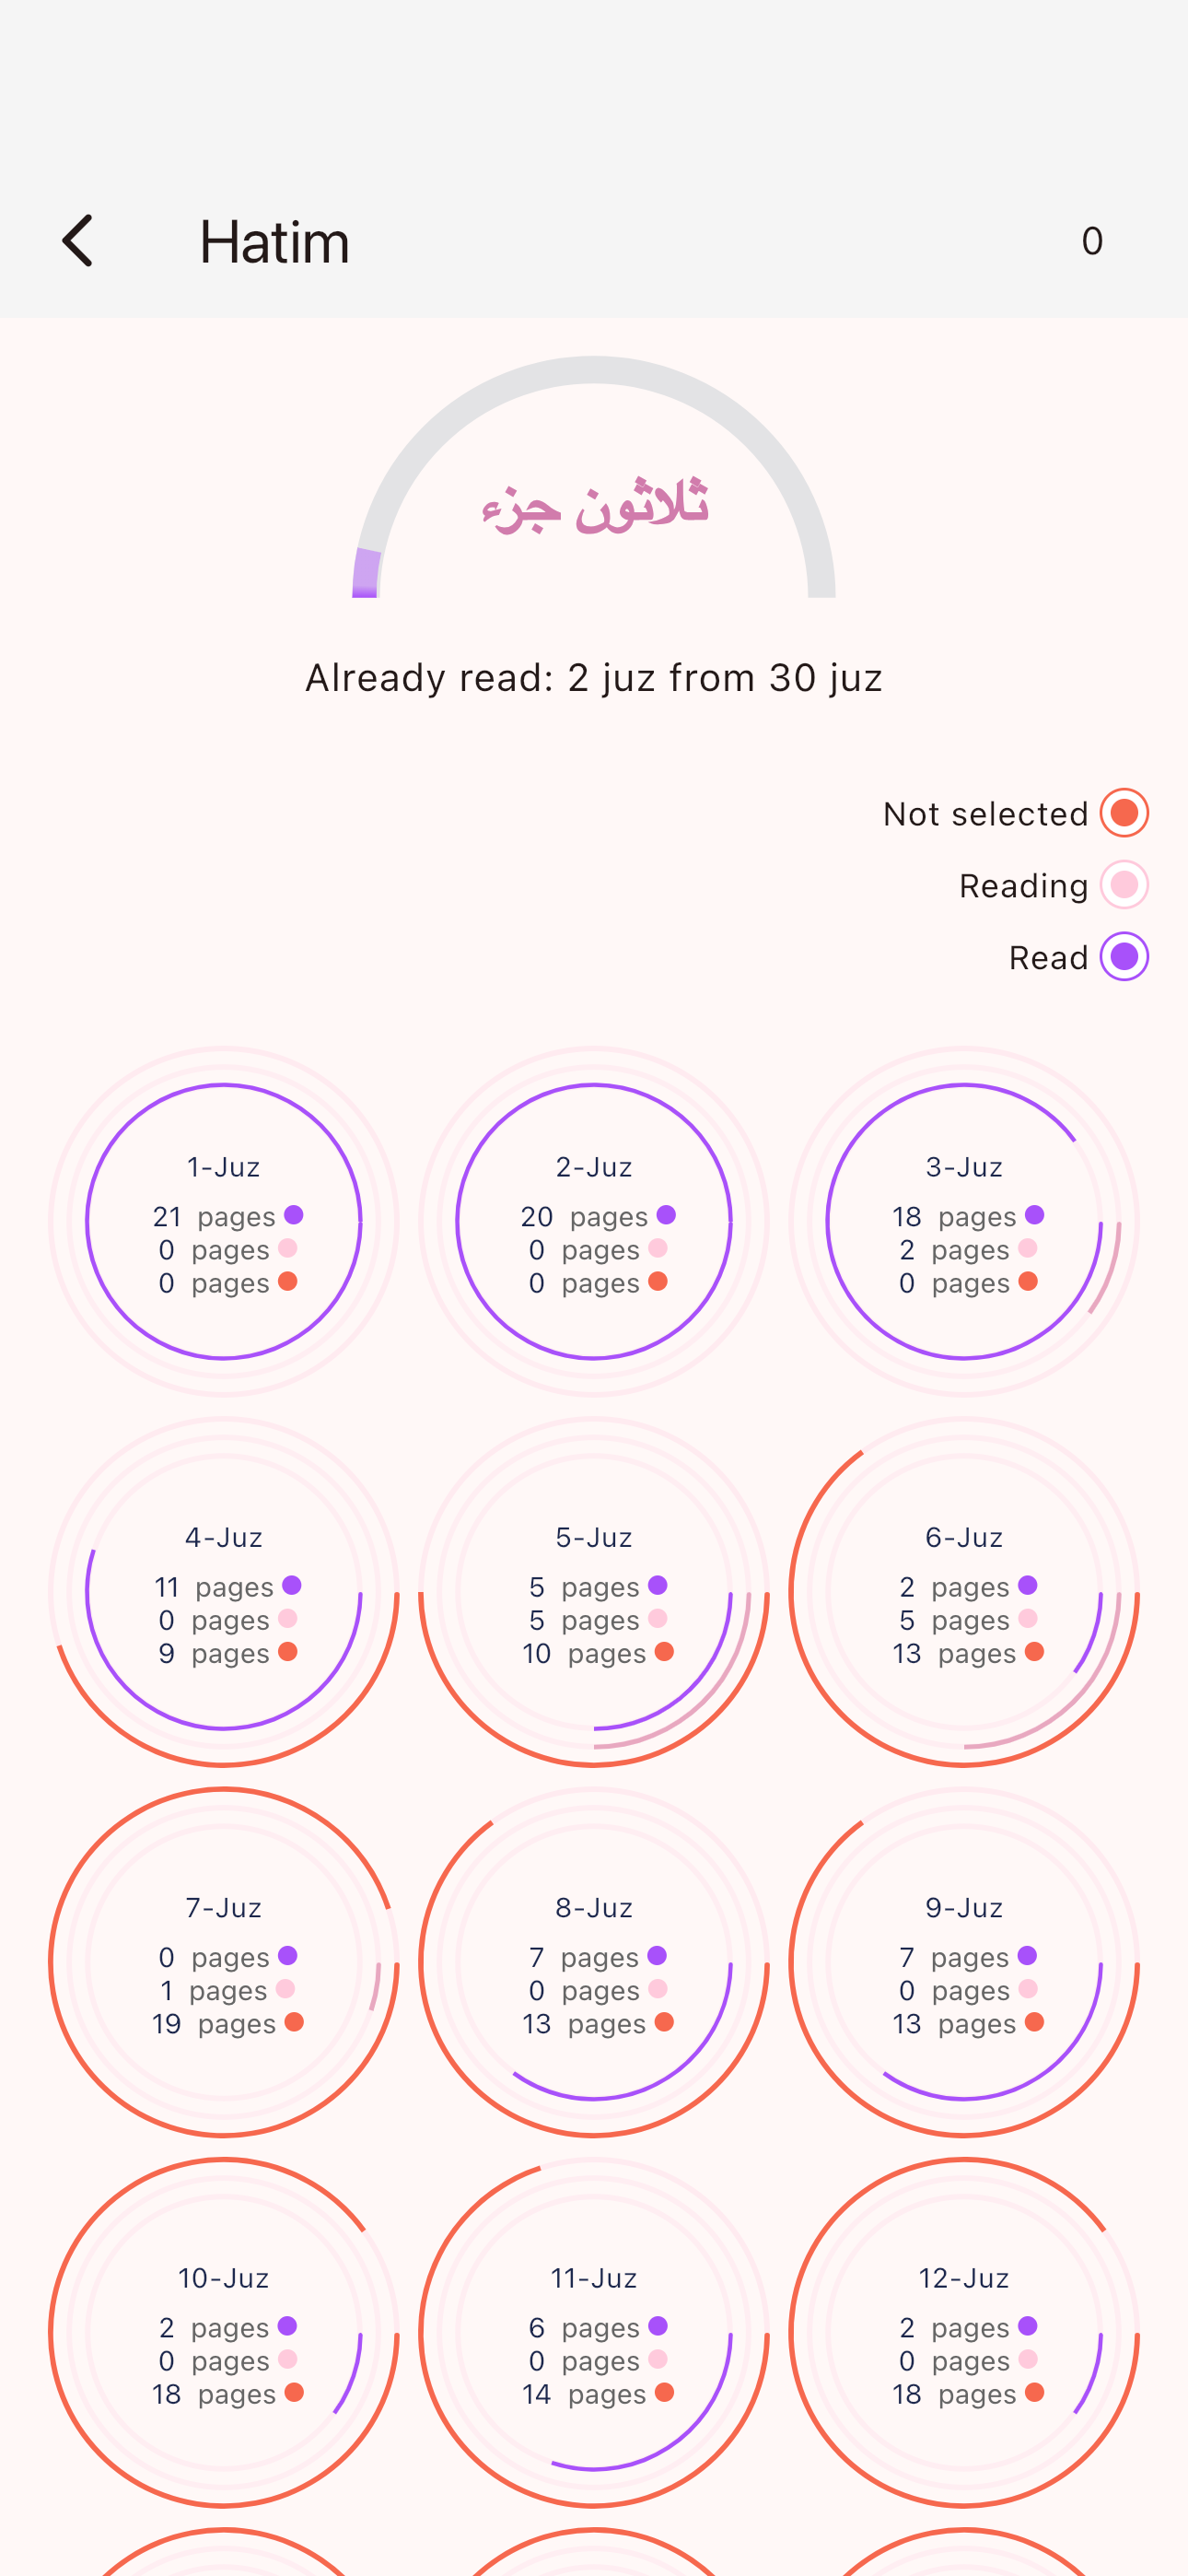 Hatim
0
ثلاثون جزء
Already read: 2 juz from 30 juz
Not selected
Reading
Read
1-Juz
21 pages
0 pages
0 pages
2-Juz
20 pages
0 pages
0 pages
3-Juz
18 pages
2 pages
0 pages
4-Juz
11 pages
0 pages
9 pages
5-Juz
5 pages
5 pages
10 pages
6-Juz
2 pages
5 pages
13 pages
7-Juz
0 pages
1 pages
19 pages
8-Juz
7 pages
0 pages
13 pages
9-Juz
7 pages
0 pages
13 pages
10-Juz
2 pages
0 pages
18 pages
11-Juz
6 pages
0 pages
14 pages
12-Juz
2 pages
0 pages
18 pages